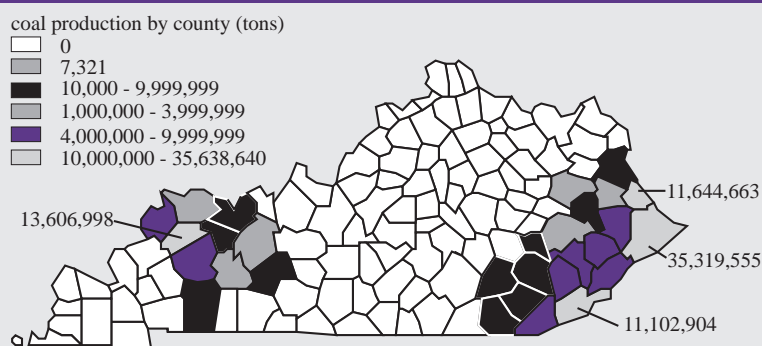 coal production by county (tons)
0
7,321
10,000 - 9,999,999
1,000,000 - 3,999,999
4,000,000 - 9,999,999
10,000,000 - 35,638,640
11,644,663
13,606,998
35,319,555
11,102,904